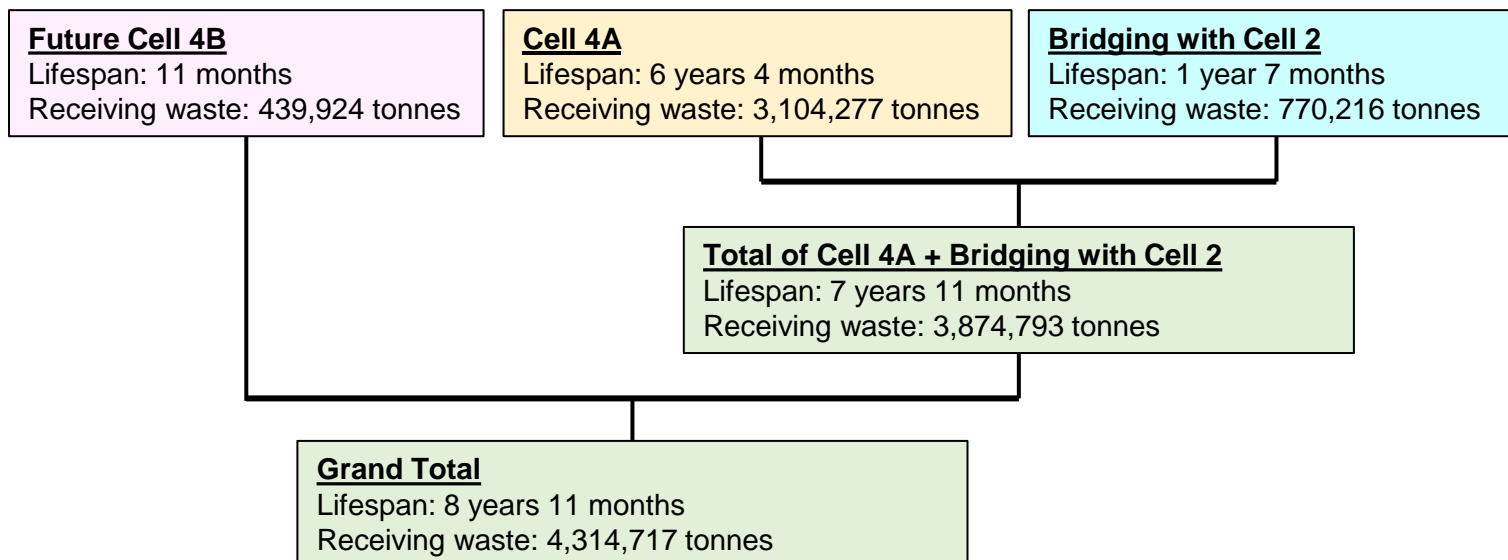 Future Cell 4B
Lifespan: 11 months
Receiving waste: 439,924 tonnes
Cell 4A
Lifespan: 6 years 4 months
Receiving waste: 3,104,277 tonnes
Bridging with Cell 2
Lifespan: 1 year 7 months
Receiving waste: 770,216 tonnes
Total of Cell 4A + Bridging with Cell 2
Lifespan: 7 years 11 months
Receiving waste: 3,874,793 tonnes
Grand Total
Lifespan: 8 years 11 months
Receiving waste: 4,314,717 tonnes